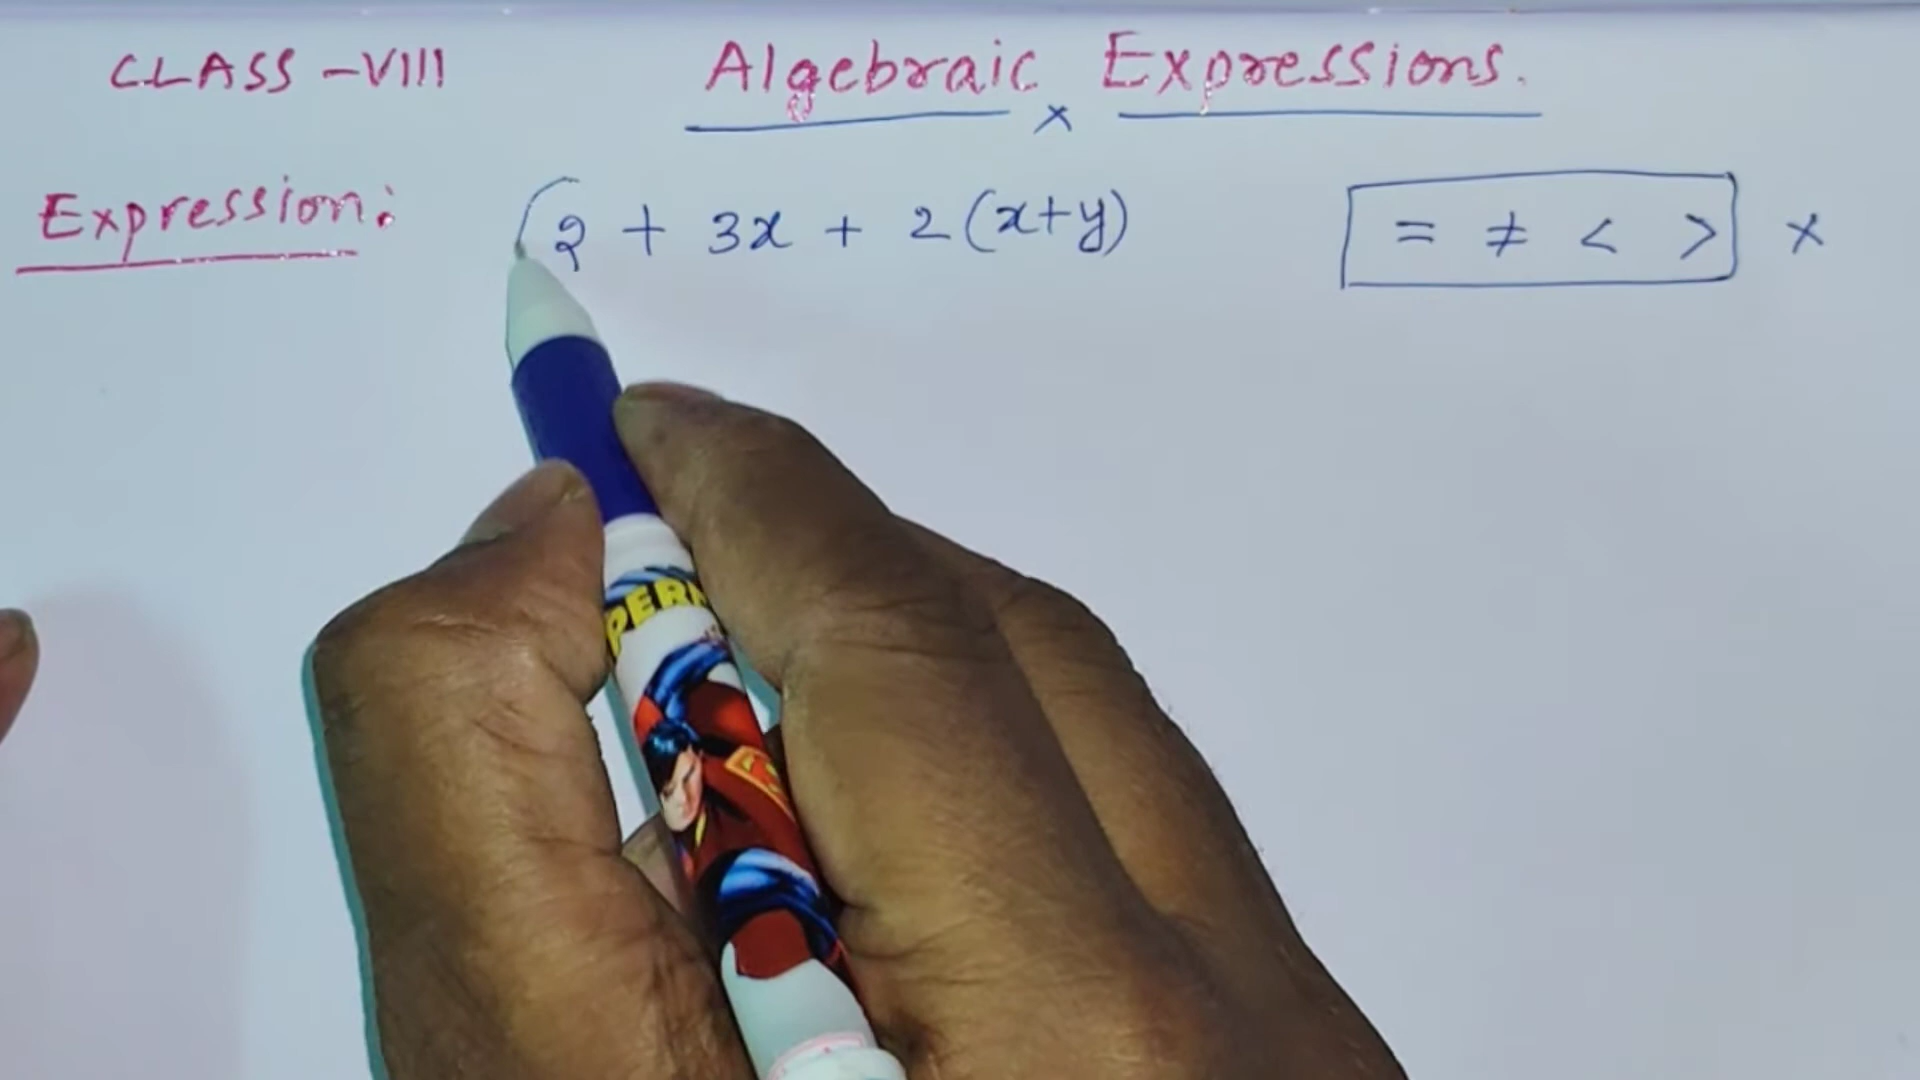 CLASS-VIII
Algebraic Expressions.
×
Expression: 2 + 3x + 2(x+y)
= ≠ < > ×